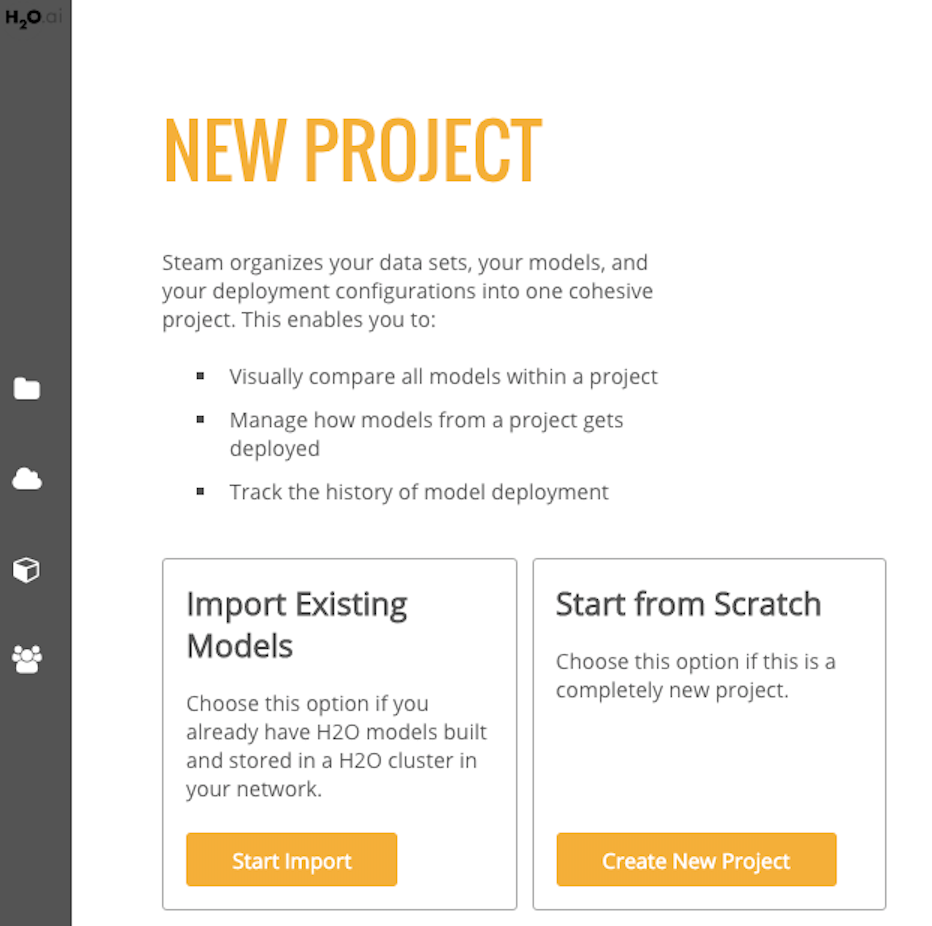 H2O.ai
NEW PROJECT
Steam organizes your data sets, your models, and
your deployment configurations into one cohesive
project. This enables you to:
Visually compare all models within a project
Manage how models from a project gets
deployed
Track the history of model deployment
Import Existing
Models
Choose this option if you
already have H2O models built
and stored in a H2O cluster in
your network.
Start Import
Start from Scratch
Choose this option if this is a
completely new project.
Create New Project